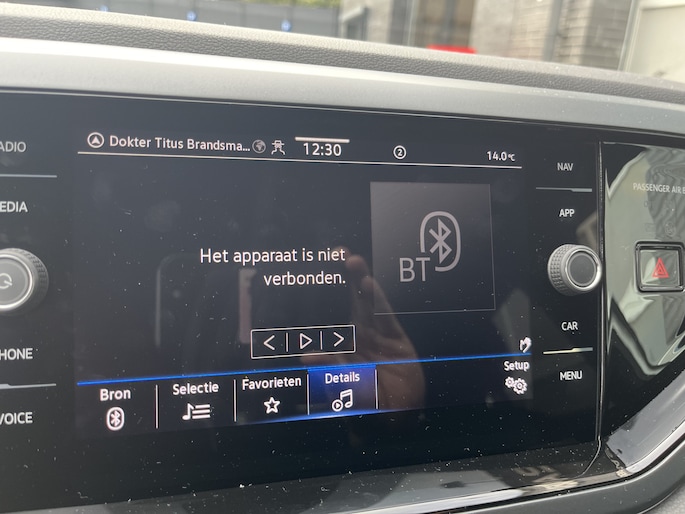 Dokter Titus Brandsma...
12:30
2
14.0°C
ADIO
EDIA
HONE
VOICE
Het apparaat is niet
verbonden.
BT
Bron
Selectie
Favorieten
Details
Setup
NAV
APP
CAR
MENU
PASSENGER AIR B